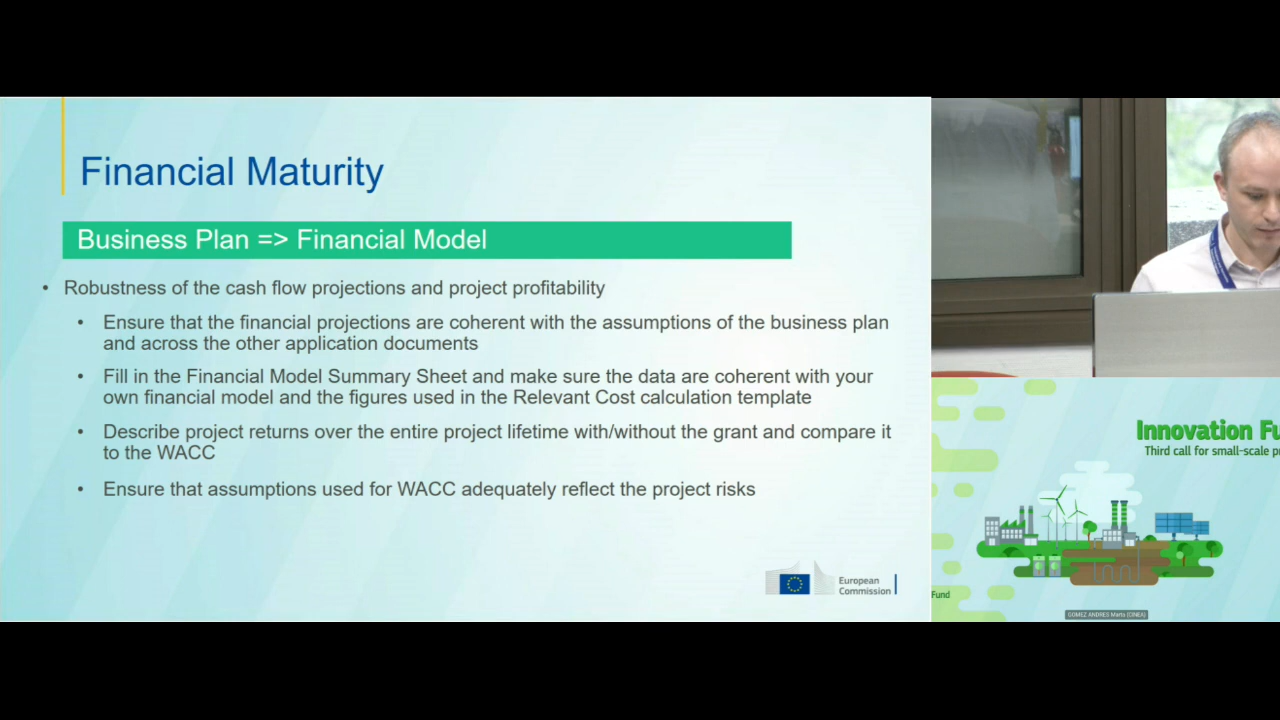 Financial Maturity
Business Plan => Financial Model
• Robustness of the cash flow projections and project profitability
• Ensure that the financial projections are coherent with the assumptions of the business plan
and across the other application documents
• Fill in the Financial Model Summary Sheet and make sure the data are coherent with your
own financial model and the figures used in the Relevant Cost calculation template
• Describe project returns over the entire project lifetime with/without the grant and compare it
to the WACC
• Ensure that assumptions used for WACC adequately reflect the project risks
European
Commission
Innovation Fu
Third call for small-scale p
Fund
GOMEZ ANDRES Marta (CINEA)